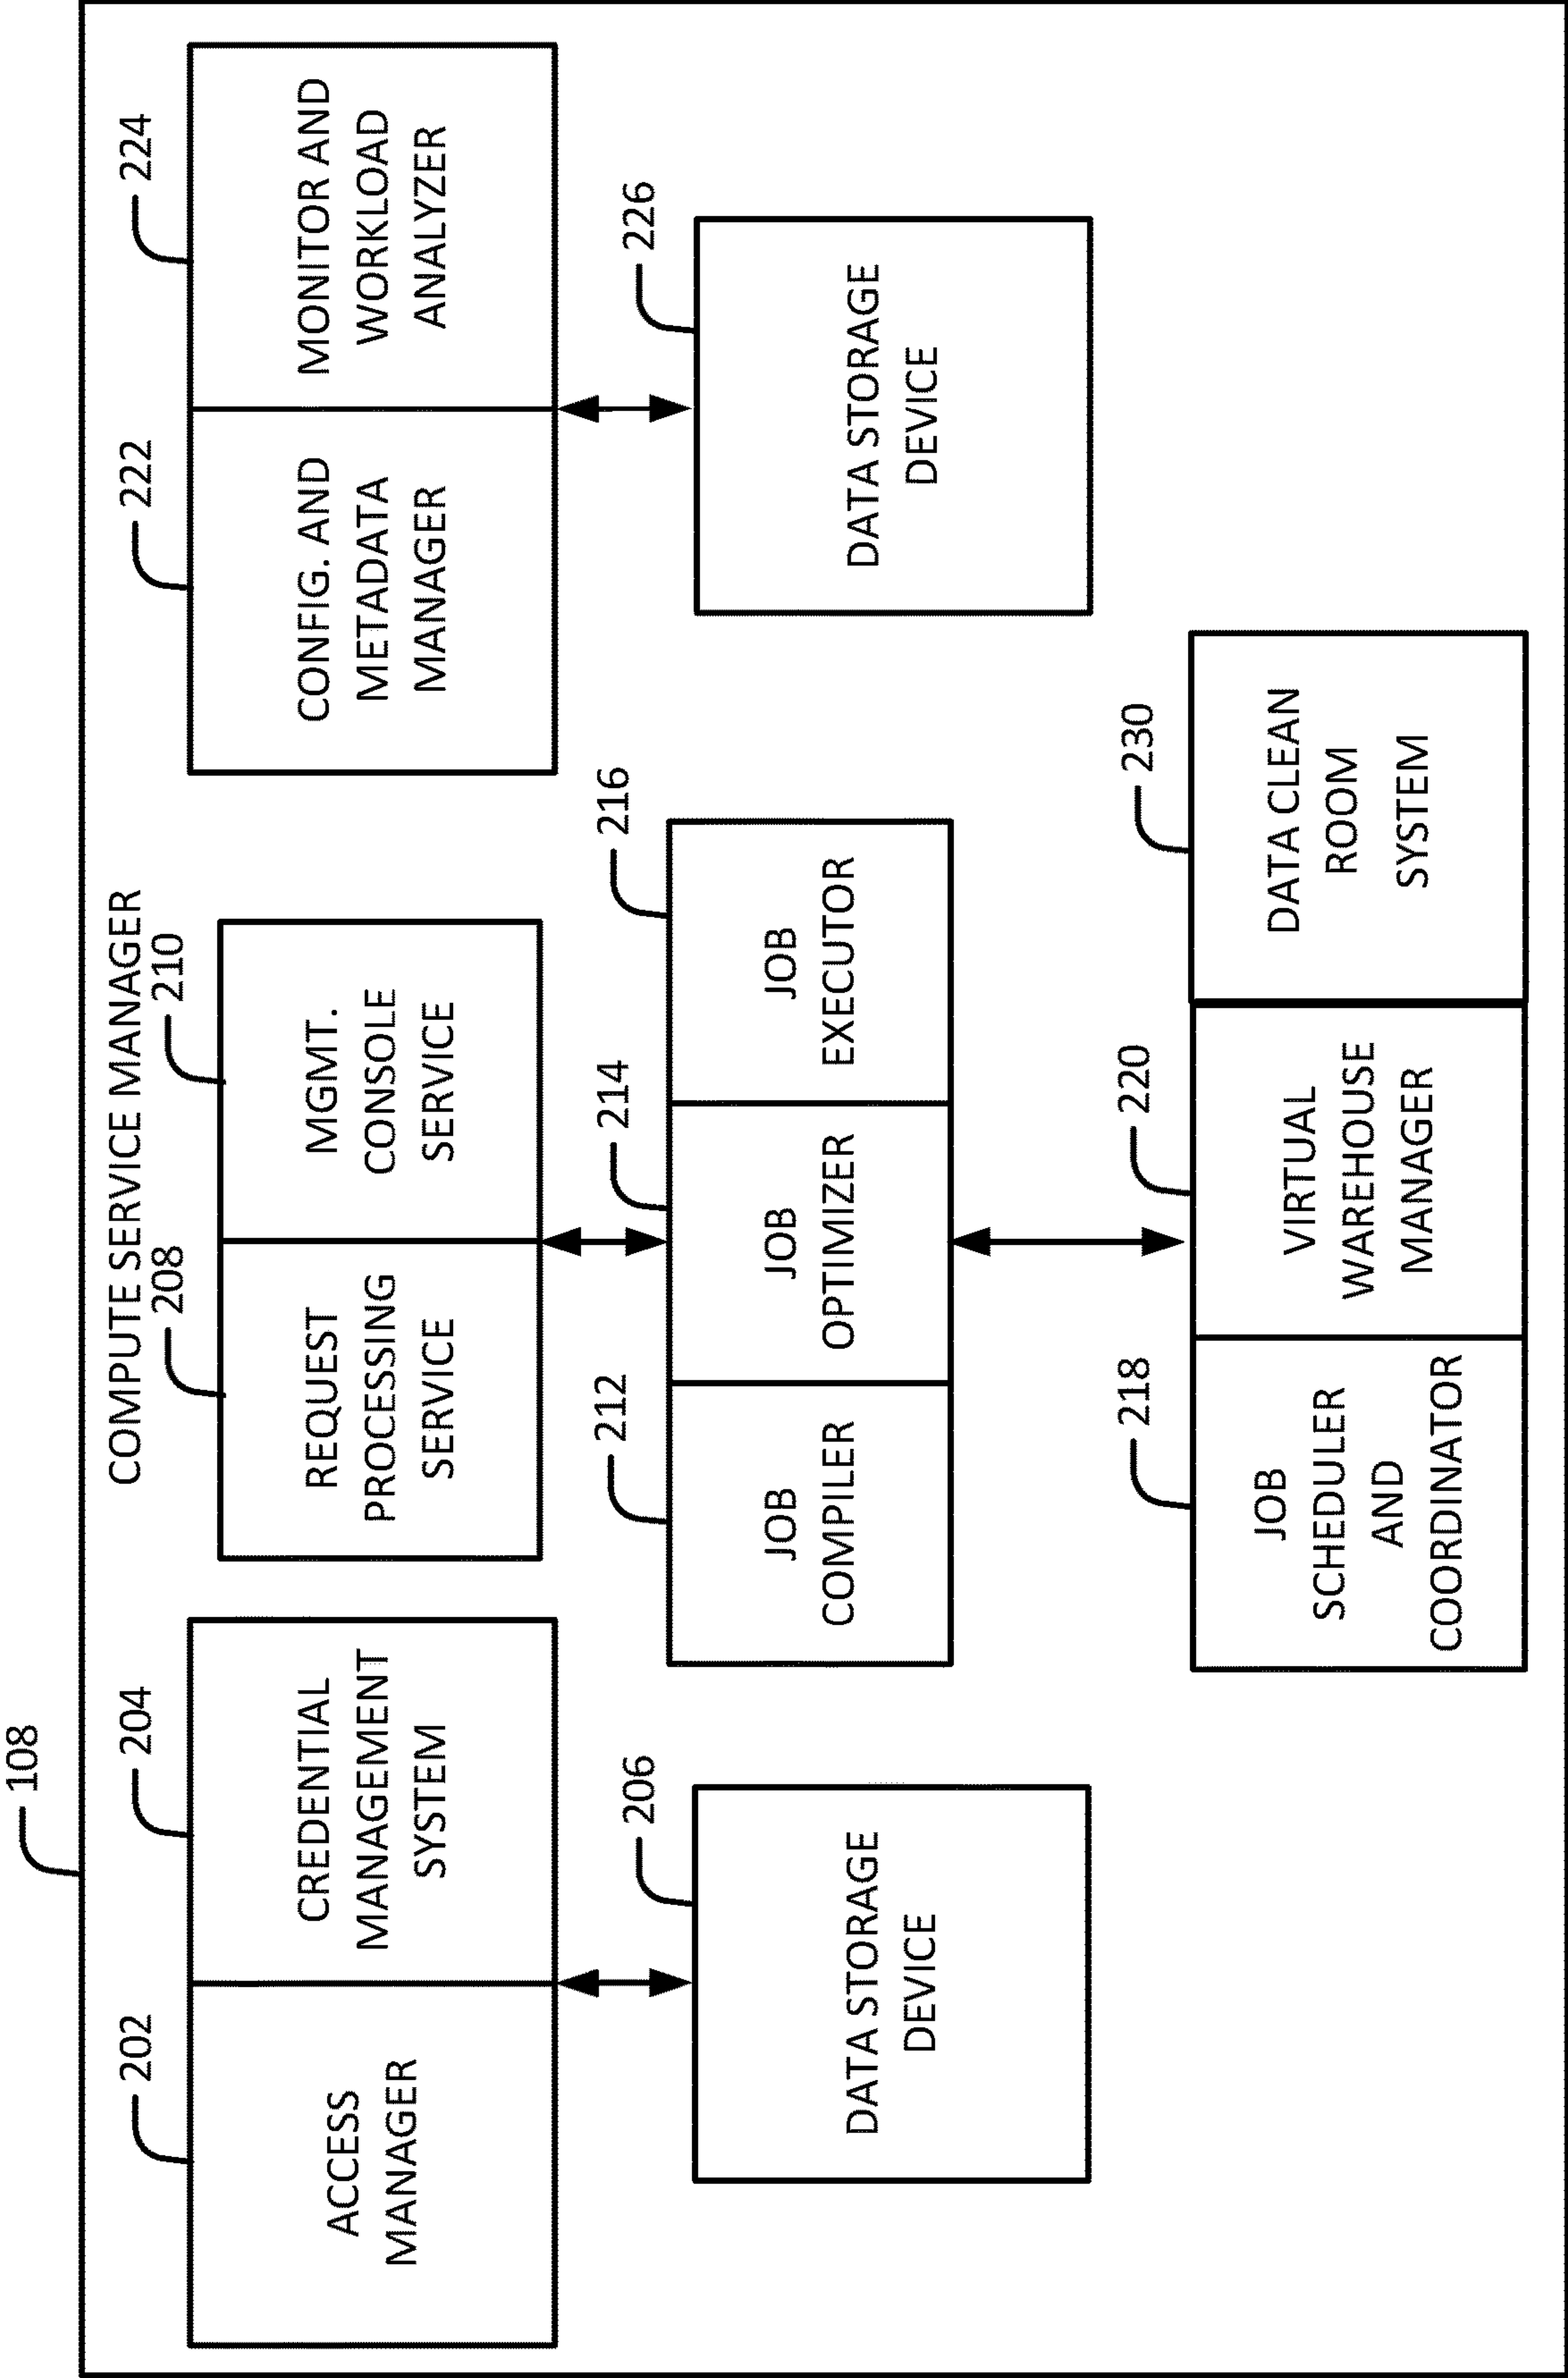 108
COMPUTE SERVICE MANAGER
202
ACCESS
MANAGER
204
CREDENTIAL
MANAGEMENT
SYSTEM
206
DATA STORAGE
DEVICE
208
REQUEST
PROCESSING
SERVICE
210
MGMT.
CONSOLE
SERVICE
212
JOB
COMPILER
214
JOB
OPTIMIZER
216
JOB
EXECUTOR
218
JOB
SCHEDULER
AND
COORDINATOR
220
VIRTUAL
WAREHOUSE
MANAGER
230
DATA CLEAN
ROOM
SYSTEM
222
CONFIG. AND
METADATA
MANAGER
224
MONITOR AND
WORKLOAD
ANALYZER
226
DATA STORAGE
DEVICE